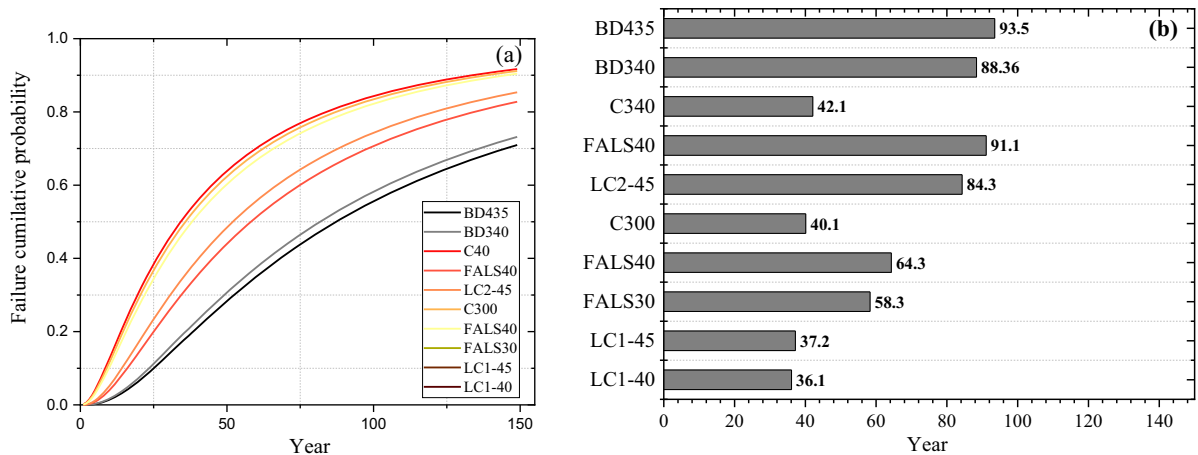 (a)
1.0
0.8
0.6
0.4
0.2
0.0
Failure cumilative probability
BD435
BD340
C40
FALS40
LC2-45
C300
FALS40
FALS30
LC1-45
LC1-40
0 25 50 75 100 125 150
Year
(b)
BD435 93.5
BD340 88.36
C340 42.1
FALS40 91.1
LC2-45 84.3
C300 40.1
FALS40 64.3
FALS30 58.3
LC1-45 37.2
LC1-40 36.1
0 20 40 60 80 100 120 140
Year